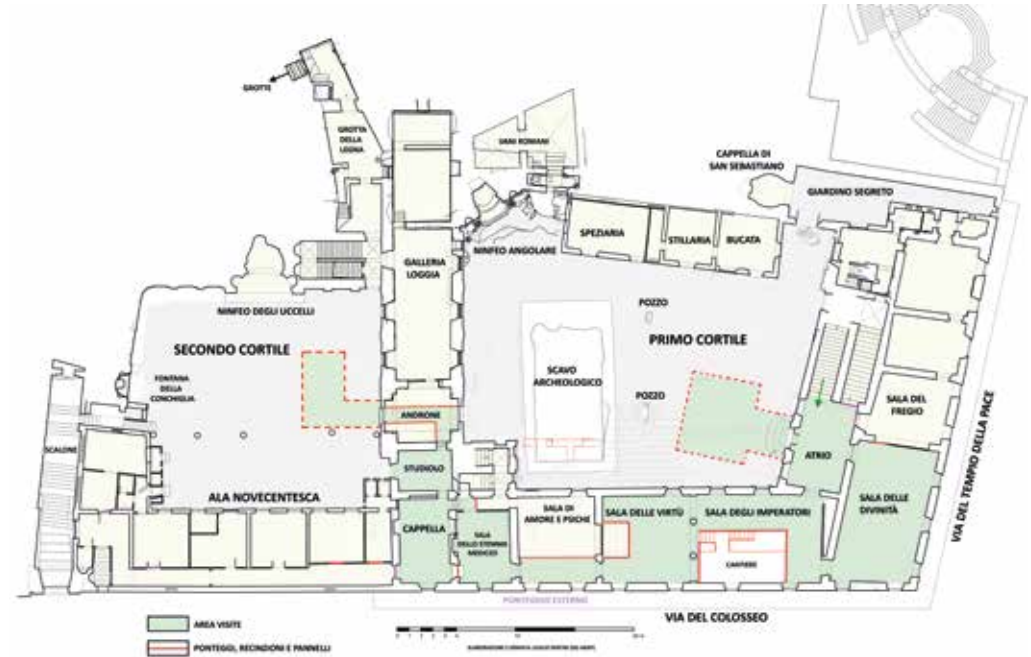 GROTTE
GROTTA
DELLA
LEGNA
VANI ROMANI
CAPPELLA DI
SAN SEBASTIANO
GIARDINO SEGRETO
SPEZIARIA
STILLARIA
BUCATA
NINFEO ANGOLARE
GALLERIA
LOGGIA
NINFEO DEGLI UCCELLI
POZZO
SECONDO CORTILE
PRIMO CORTILE
FONTANA
DELLA
CONCHIGLIA
SCAVO
ARCHEOLOGICO
POZZO
ANDRONE
SALA DEL
FREGIO
SCALONE
ATRIO
STUDIOLO
ALA NOVECENTESCA
SALA DELLE
DIVINITÀ
VIA DEL TEMPIO DELLA PACE
CAPPELLA
SALA
DELLO STEMMA
MEDICEO
SALA DI
AMORE E PSICHE
SALA DELLE VIRTÙ
SALA DEGLI IMPERATORI
CANTIERE
PONTEGGIO ESTERNO
VIA DEL COLOSSEO
AREA VISITE
PONTEGGI, RECINZIONI E PANNELLI